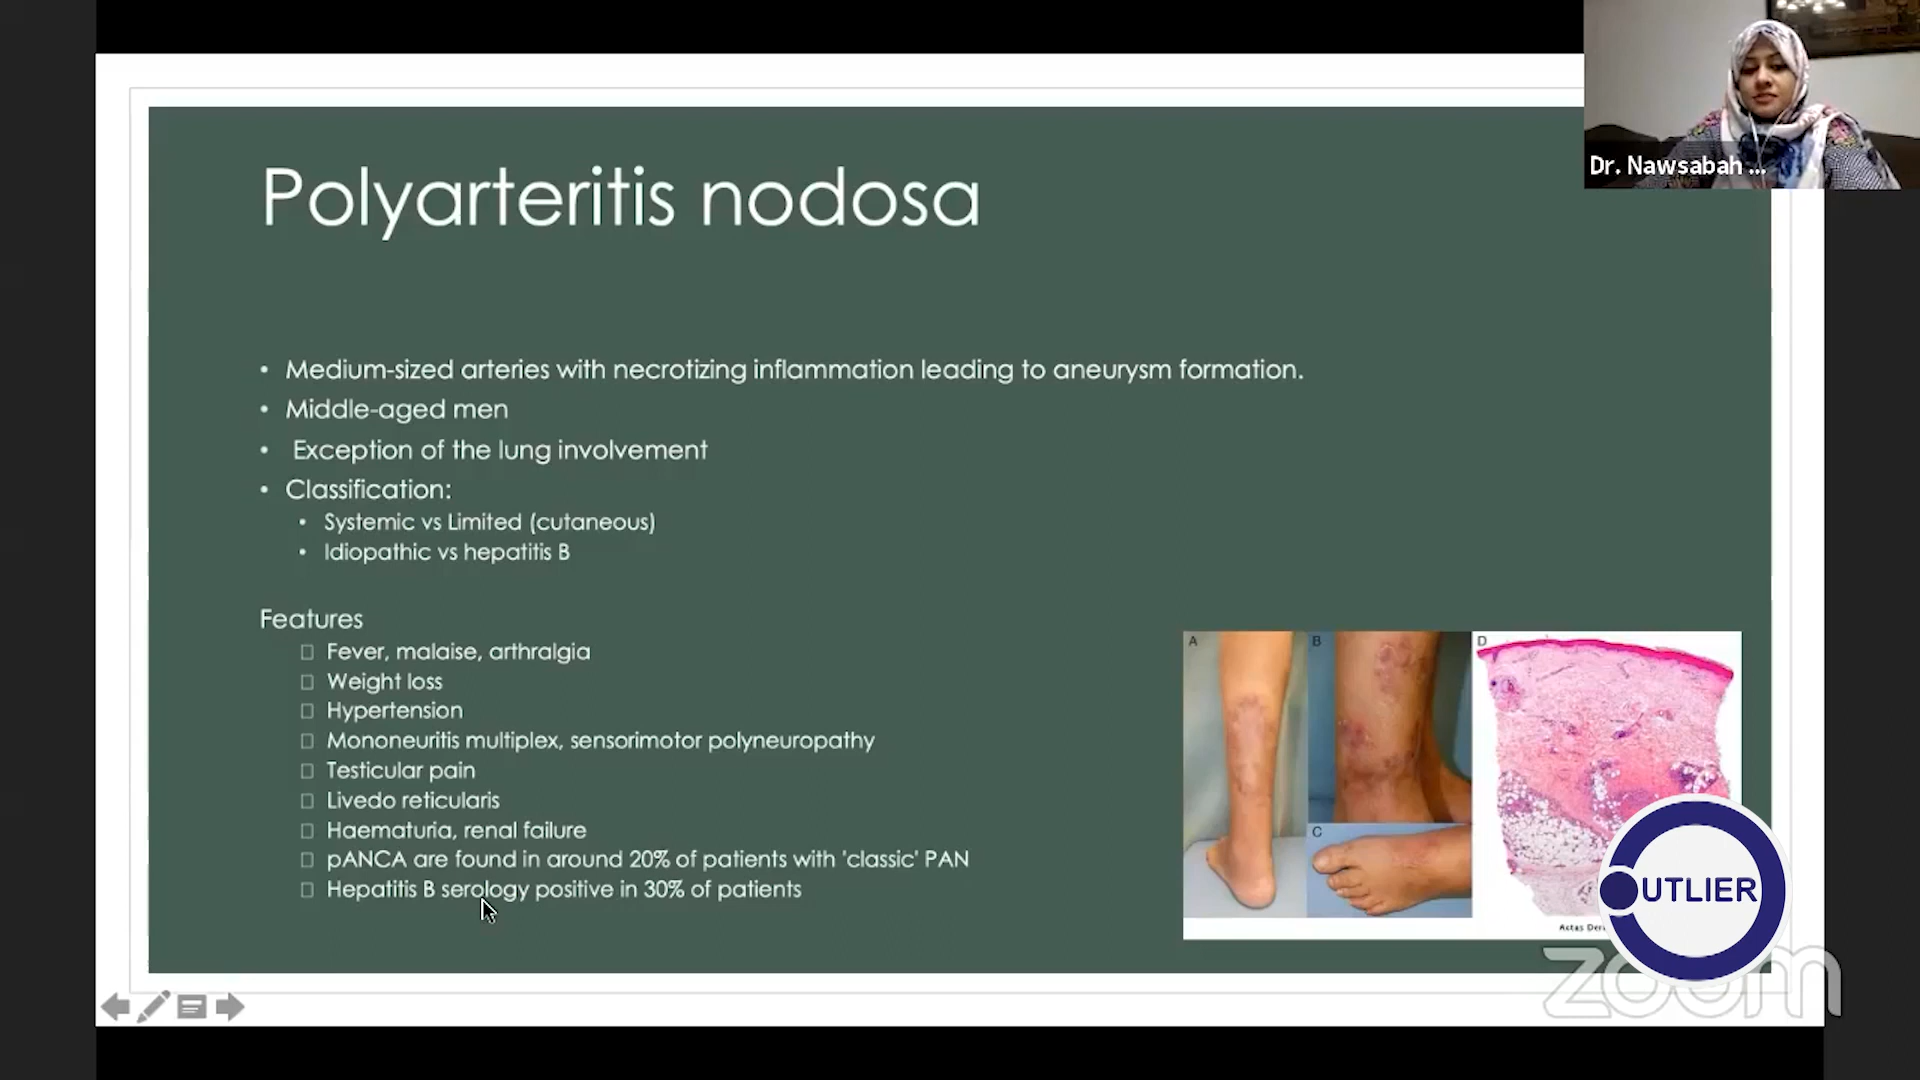 Dr. Nawsabah ...
Polyarteritis nodosa
• Medium-sized arteries with necrotizing inflammation leading to aneurysm formation.
• Middle-aged men
• Exception of the lung involvement
• Classification:
• Systemic vs Limited (cutaneous)
• Idiopathic vs hepatitis B
Features
Fever, malaise, arthralgia
Weight loss
Hypertension
Mononeuritis multiplex, sensorimotor polyneuropathy
Testicular pain
Livedo reticularis
Haematuria, renal failure
pANCA are found in around 20% of patients with 'classic' PAN
Hepatitis B serology positive in 30% of patients
A
B
C
D
Actas
OUTLIER
zoom